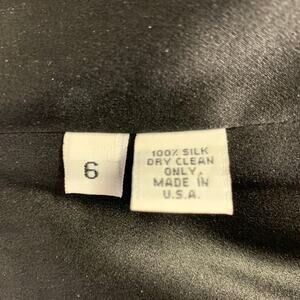 6
100% SILK
DRY CLEAN
ONLY.
MADE IN
U.S.A.